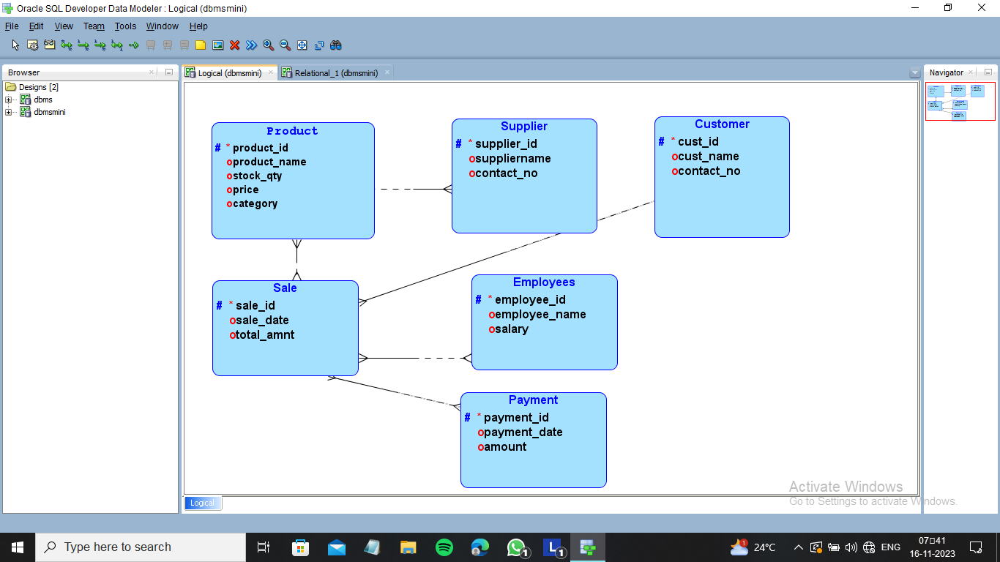 Oracle SQL Developer Data Modeler : Logical (dbmsmini)
File Edit View Team Tools Window Help
Browser
Designs [2]
dbms
dbmsmini
Logical (dbmsmini)
Relational_1 (dbmsmini)
Navigator
Product
# * product_id
o product_name
o stock_qty
o price
o category
Supplier
# * supplier_id
o suppliername
o contact_no
Customer
# * cust_id
o cust_name
o contact_no
Sale
# * sale_id
o sale_date
o total_amnt
Employees
# * employee_id
o employee_name
o salary
Payment
# * payment_id
o payment_date
o amount
Activate Windows
Go to Settings to activate Windows.
Logical
Type here to search
1
L 1
1
24°C
ENG
07▯41
16-11-2023